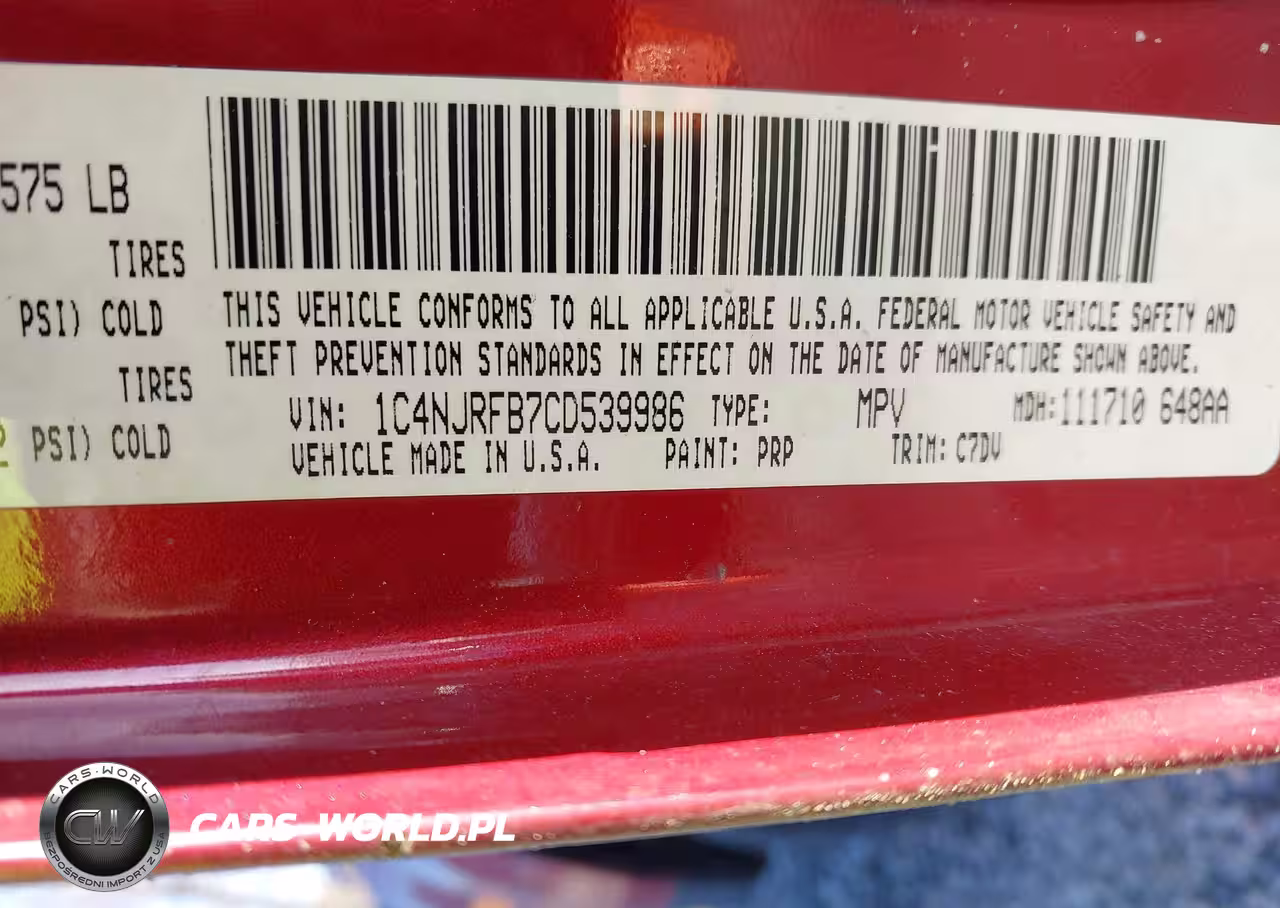 575 LB
TIRES
PSI) COLD
TIRES
2 PSI) COLD
THIS VEHICLE CONFORMS TO ALL APPLICABLE U.S.A. FEDERAL MOTOR VEHICLE SAFETY AND
THEFT PREVENTION STANDARDS IN EFFECT ON THE DATE OF MANUFACTURE SHOWN ABOVE.
VIN: 1C4NJRFB7CD539986 TYPE: MPV MDH: 111710 648AA
VEHICLE MADE IN U.S.A. PAINT: PRP TRIM: C7DV
CARS-WORLD
CW
BEZPOŚREDNI IMPORT Z USA
CARS WORLD.PL